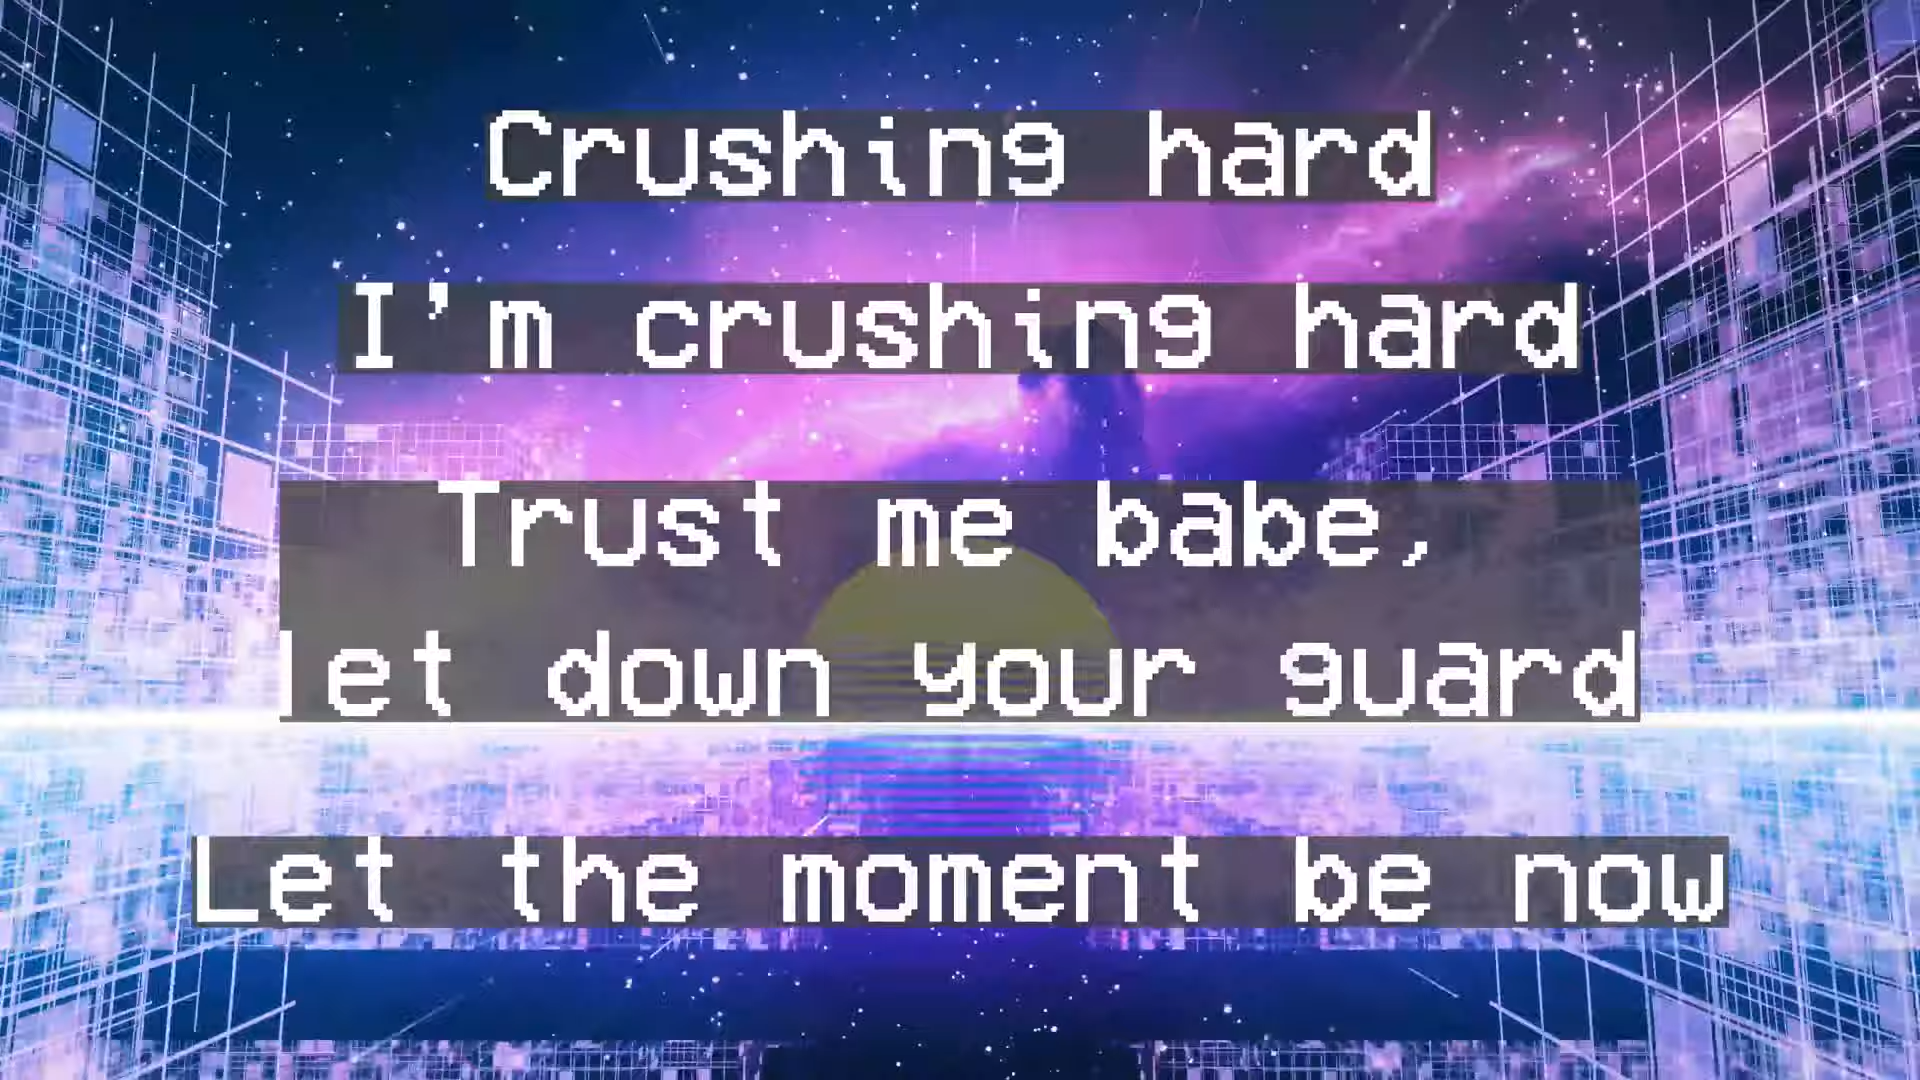 Crushing hard
I'm crushing hard
Trust me babe,
let down your guard
Let the moment be now